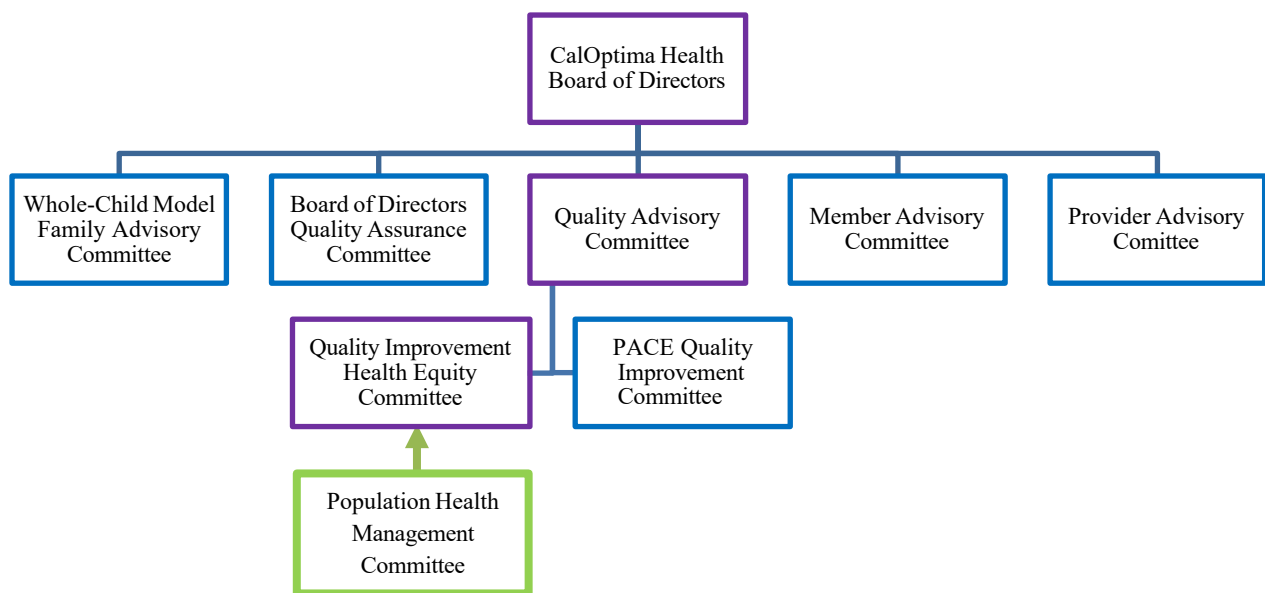 CalOptima Health
Board of Directors
Whole-Child Model
Family Advisory
Committee
Board of Directors
Quality Assurance
Committee
Quality Advisory
Committee
Member Advisory
Committee
Provider Advisory
Comittee
Quality Improvement
Health Equity
Committee
PACE Quality
Improvement
Committee
Population Health
Management
Committee